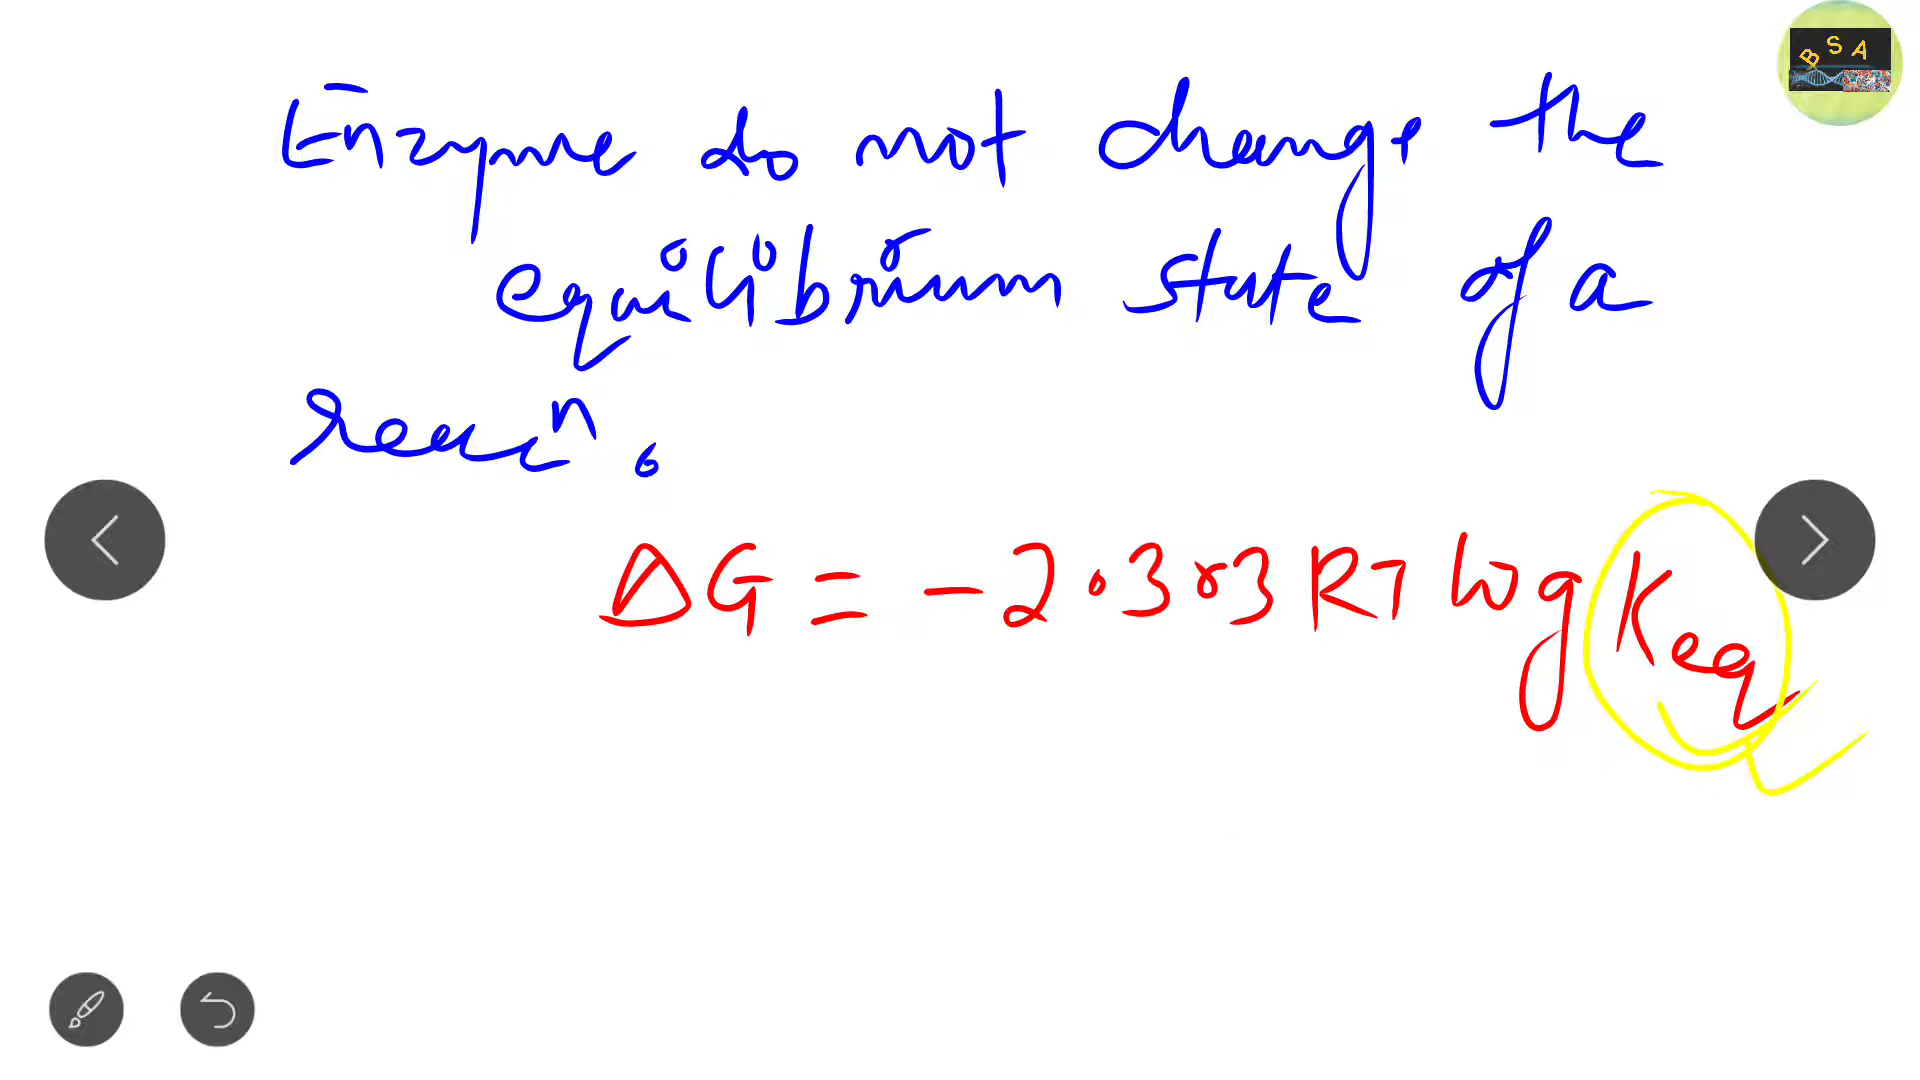 BSA
Enzyme do not change the
equilibrium state of a
reacⁿ.
ΔG = -2.303 RT log Keq